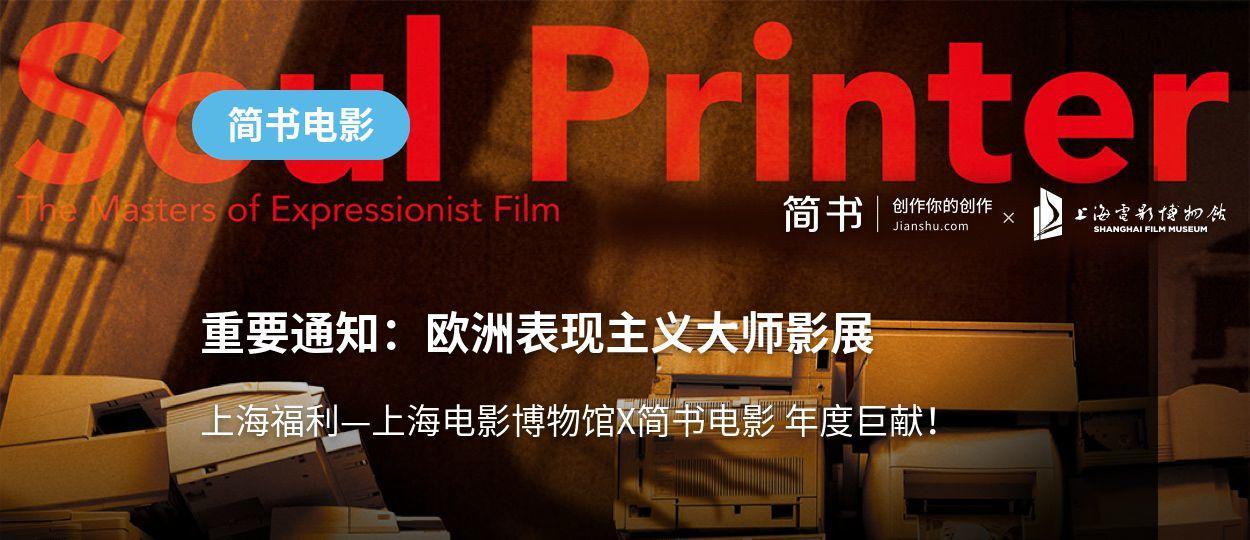 Soul Printer
简书电影
The Masters of Expressionist Film
简书 | 创作你的创作
Jianshu.com
×
上海电影博物馆
SHANGHAI FILM MUSEUM
重要通知：欧洲表现主义大师影展
上海福利—上海电影博物馆X简书电影 年度巨献！